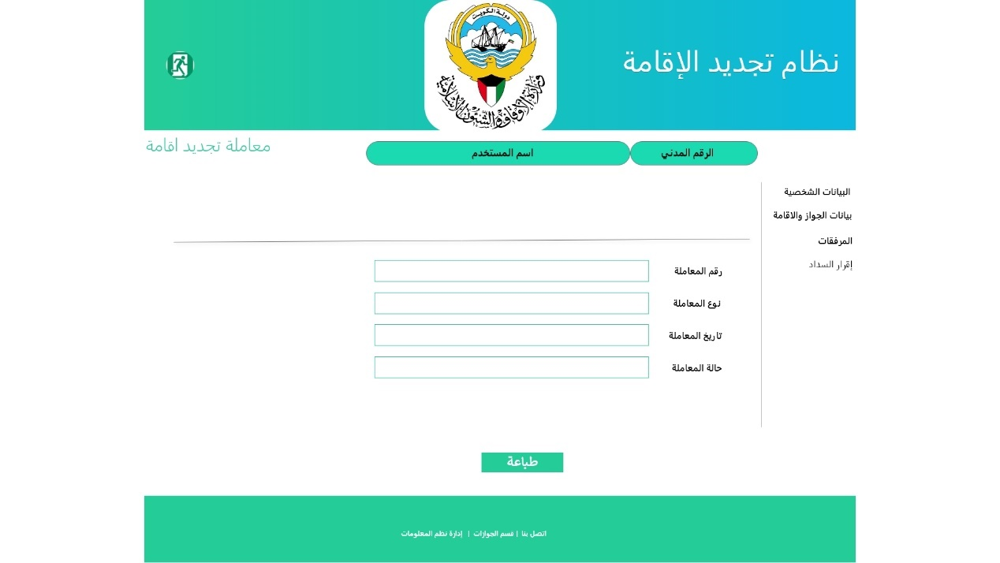 دولة الكويت
وزارة الأوقاف والشئون الإسلامية
نظام تجديد الإقامة
معاملة تجديد اقامة
الرقم المدني
اسم المستخدم
البيانات الشخصية
بيانات الجواز والاقامة
المرفقات
إقرار السداد
رقم المعاملة
نوع المعاملة
تاريخ المعاملة
حالة المعاملة
طباعة
اتصل بنا | قسم الجوازات | إدارة نظم المعلومات